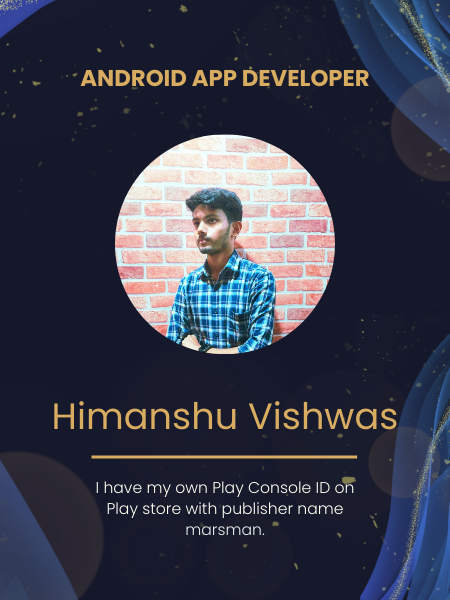 ANDROID APP DEVELOPER
Himanshu Vishwas
I have my own Play Console ID on
Play store with publisher name
marsman.